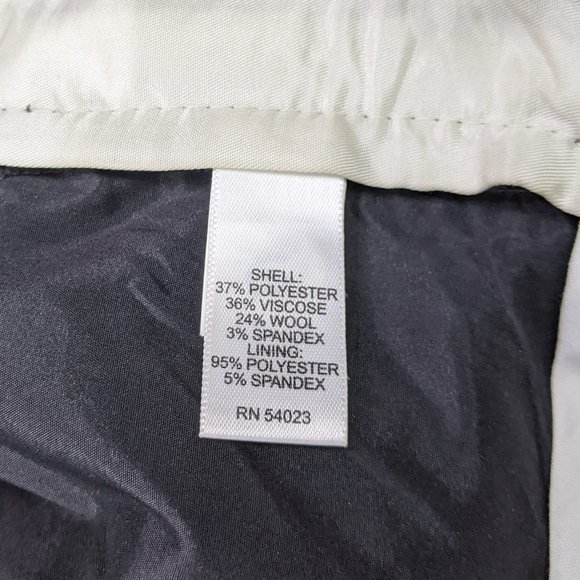 SHELL:
37% POLYESTER
36% VISCOSE
24% WOOL
3% SPANDEX
LINING:
95% POLYESTER
5% SPANDEX
RN 54023